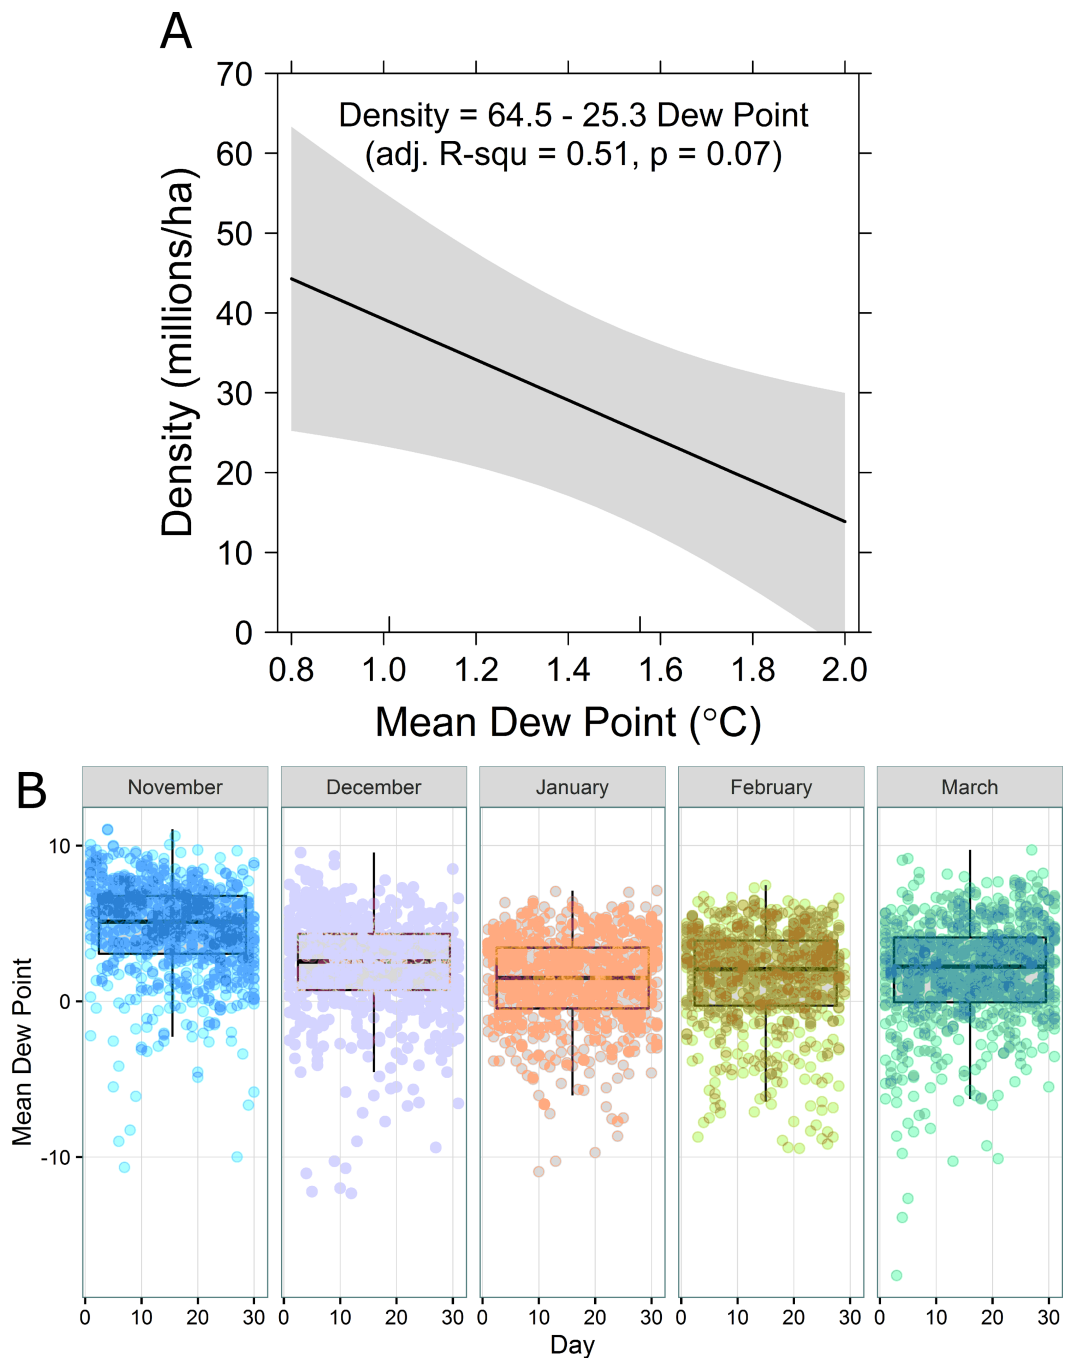 A
Density = 64.5 - 25.3 Dew Point
(adj. R-squ = 0.51, p = 0.07)
Density (millions/ha)
70
60
50
40
30
20
10
0
0.8 1.0 1.2 1.4 1.6 1.8 2.0
Mean Dew Point (°C)
B
November December January February March
Mean Dew Point
10
0
-10
0 10 20 30 0 10 20 30 0 10 20 30 0 10 20 30 0 10 20 30
Day